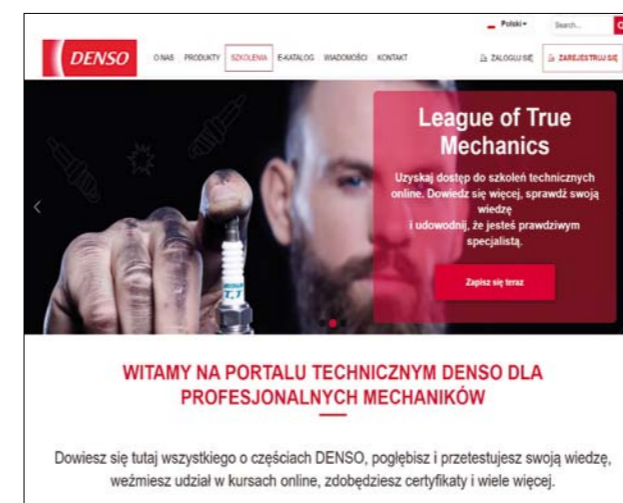 Polski
Search...
DENSO
O NAS PRODUKTY SZKOLENIA E-KATALOG WIADOMOŚCI KONTAKT
ZALOGUJ SIĘ
ZAREJESTRUJ SIĘ
League of True
Mechanics
Uzyskaj dostęp do szkoleń technicznych
online. Dowiedz się więcej, sprawdź swoją
wiedzę
i udowodnij, że jesteś prawdziwym
specjalistą.
Zapisz się teraz
T.T
WITAMY NA PORTALU TECHNICZNYM DENSO DLA
PROFESJONALNYCH MECHANIKÓW
Dowiesz się tutaj wszystkiego o częściach DENSO, pogłębisz i przetestujesz swoją wiedzę,
weźmiesz udział w kursach online, zdobędziesz certyfikaty i wiele więcej.